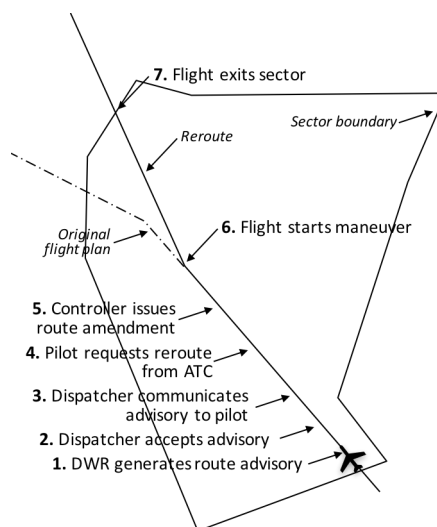 7. Flight exits sector
Sector boundary
Reroute
6. Flight starts maneuver
Original
flight plan
5. Controller issues
route amendment
4. Pilot requests reroute
from ATC
3. Dispatcher communicates
advisory to pilot
2. Dispatcher accepts advisory
1. DWR generates route advisory